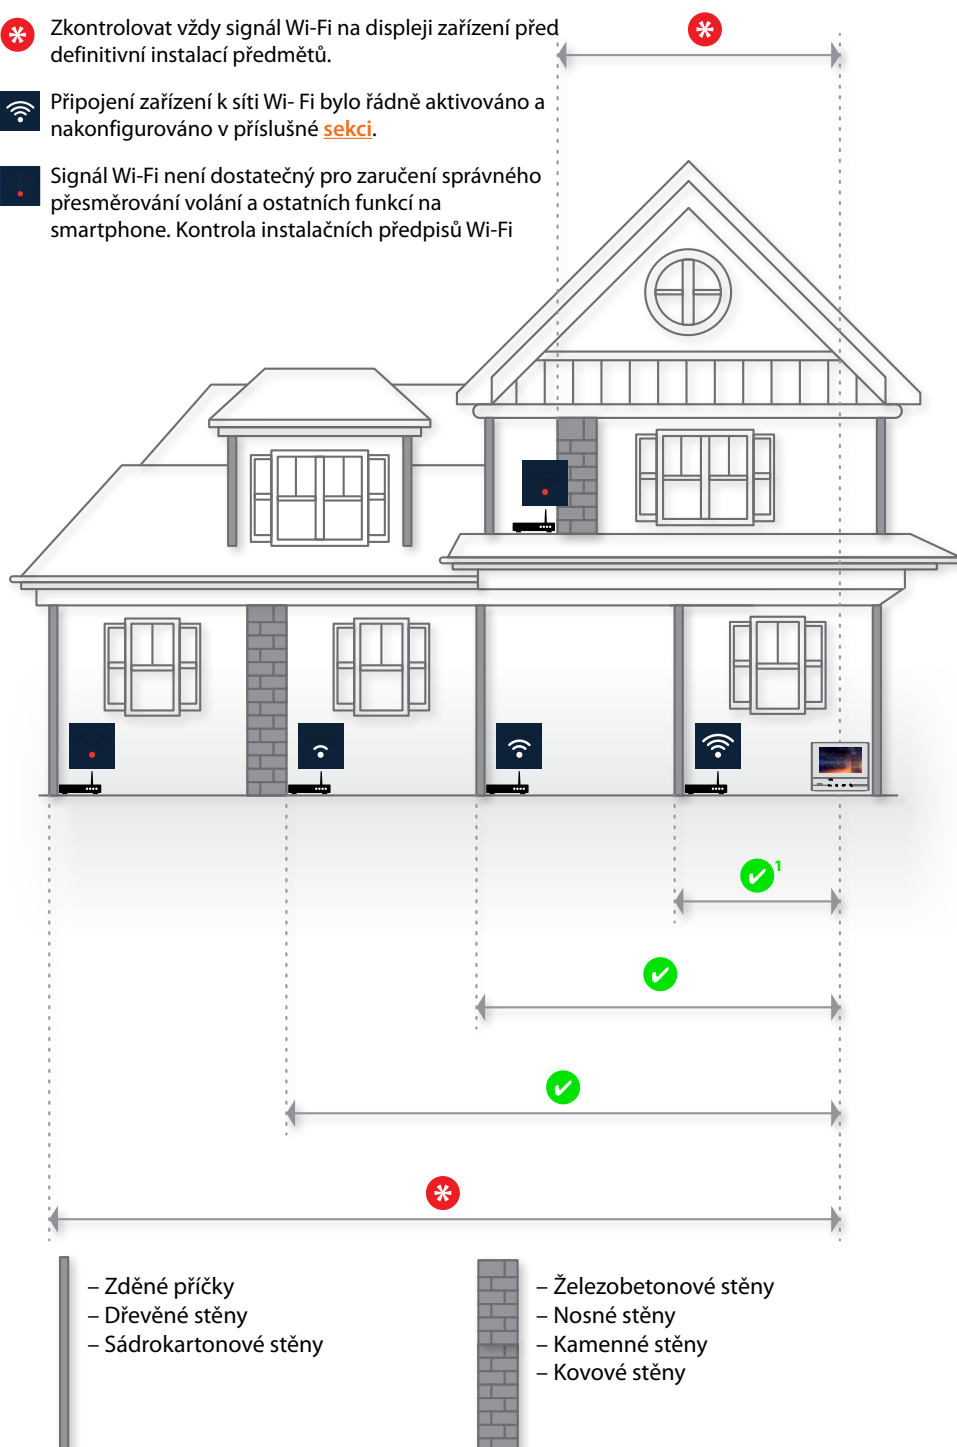 Zkontrolovat vždy signál Wi-Fi na displeji zařízení před
definitivní instalací předmětů.
Připojení zařízení k síti Wi- Fi bylo řádně aktivováno a
nakonfigurováno v příslušné sekci.
Signál Wi-Fi není dostatečný pro zaručení správného
přesměrování volání a ostatních funkcí na
smartphone. Kontrola instalačních předpisů Wi-Fi
1
– Zděné příčky
– Dřevěné stěny
– Sádrokartonové stěny
– Železobetonové stěny
– Nosné stěny
– Kamenné stěny
– Kovové stěny